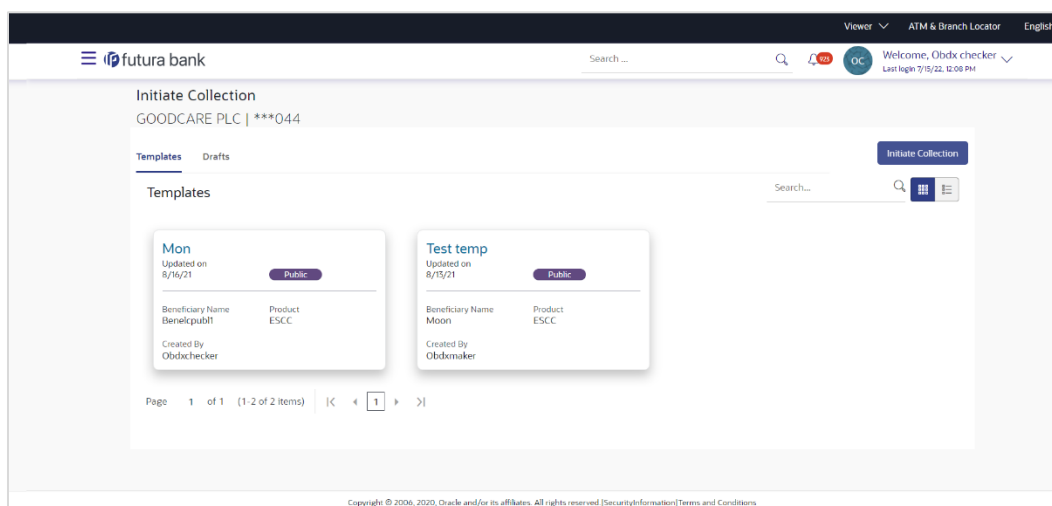 Viewer ATM & Branch Locator English
futura bank Search ... 923 OC Welcome, Obdx checker
Last login 7/15/22, 12:08 PM
Initiate Collection
GOODCARE PLC | ***044
Templates Drafts Initiate Collection
Templates Search...
Mon Test temp
Updated on Updated on
8/16/21 Public 8/13/21 Public
Beneficiary Name Product Beneficiary Name Product
Benelcpubl1 ESCC Moon ESCC
Created By Created By
Obdxchecker Obdxmaker
Page 1 of 1 (1-2 of 2 items) 1
Copyright © 2006, 2020, Oracle and/or its affiliates. All rights reserved.|SecurityInformation|Terms and Conditions